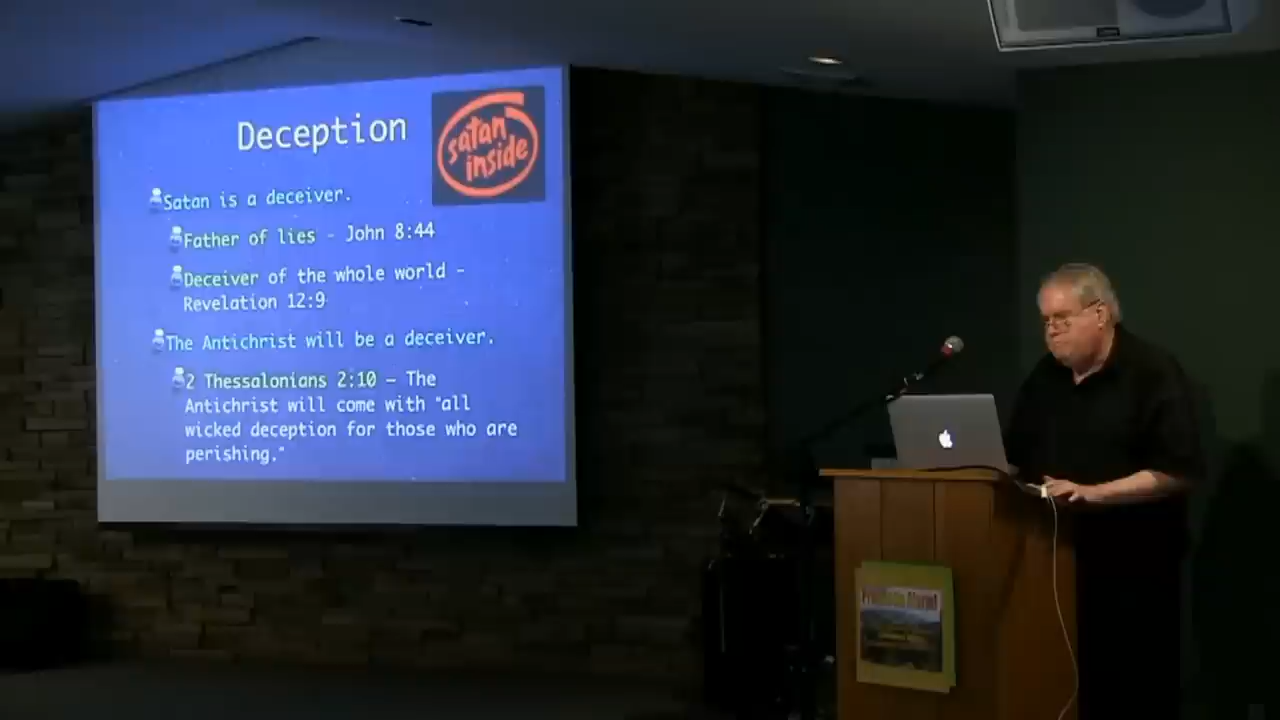 Deception
satan
inside
Satan is a deceiver.
Father of lies - John 8:44
Deceiver of the whole world -
Revelation 12:9
The Antichrist will be a deceiver.
2 Thessalonians 2:10 – The
Antichrist will come with "all
wicked deception for those who are
perishing."